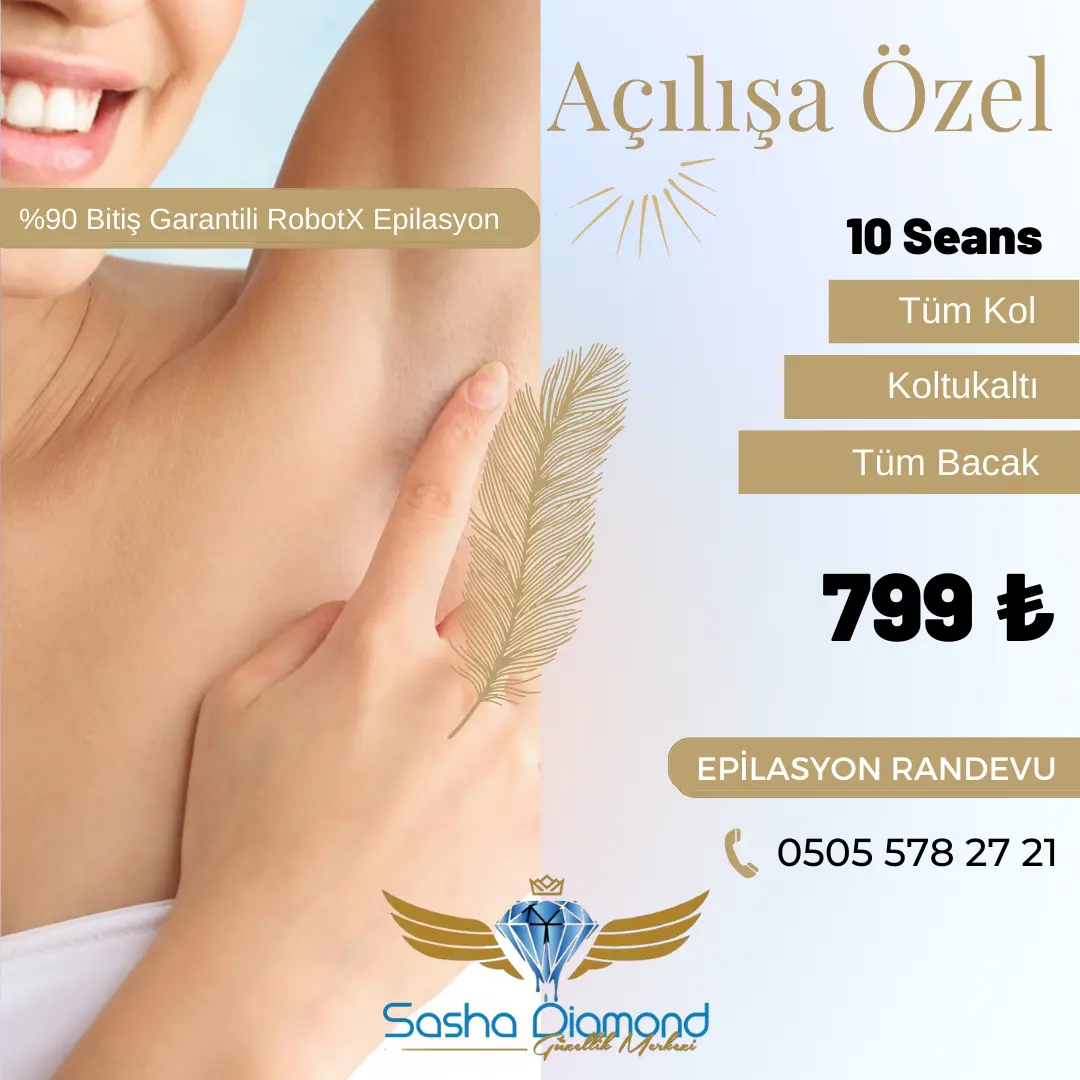 Açılışa Özel
%90 Bitiş Garantili RobotX Epilasyon
10 Seans
Tüm Kol
Koltukaltı
Tüm Bacak
799 ₺
EPİLASYON RANDEVU
0505 578 27 21
Sasha Diamond
Güzellik Merkezi